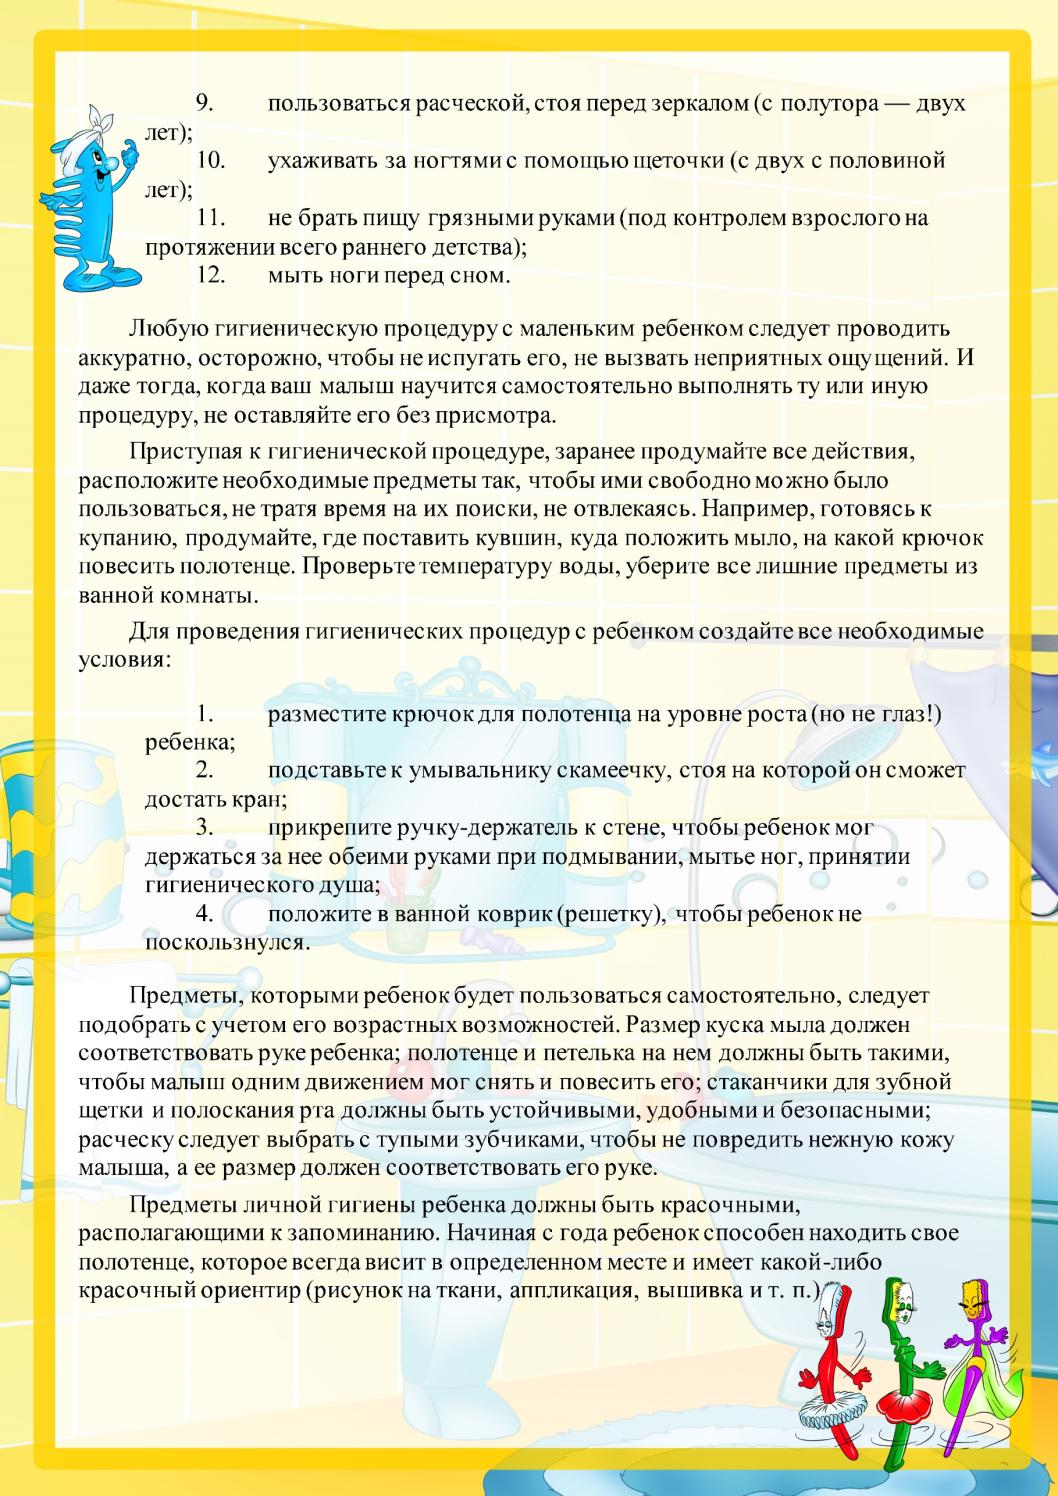 9. пользоваться расческой, стоя перед зеркалом (с полутора — двух
лет);
10. ухаживать за ногтями с помощью щеточки (с двух с половиной
лет);
11. не брать пищу грязными руками (под контролем взрослого на
протяжении всего раннего детства);
12. мыть ноги перед сном.
Любую гигиеническую процедуру с маленьким ребенком следует проводить
аккуратно, осторожно, чтобы не испугать его, не вызвать неприятных ощущений. И
даже тогда, когда ваш малыш научится самостоятельно выполнять ту или иную
процедуру, не оставляйте его без присмотра.
Приступая к гигиенической процедуре, заранее продумайте все действия,
расположите необходимые предметы так, чтобы ими свободно можно было
пользоваться, не тратя время на их поиски, не отвлекаясь. Например, готовясь к
купанию, продумайте, где поставить кувшин, куда положить мыло, на какой крючок
повесить полотенце. Проверьте температуру воды, уберите все лишние предметы из
ванной комнаты.
Для проведения гигиенических процедур с ребенком создайте все необходимые
условия:
1. разместите крючок для полотенца на уровне роста (но не глаз!)
ребенка;
2. подставьте к умывальнику скамеечку, стоя на которой он сможет
достать кран;
3. прикрепите ручку-держатель к стене, чтобы ребенок мог
держаться за нее обеими руками при подмывании, мытье ног, принятии
гигиенического душа;
4. положите в ванной коврик (решетку), чтобы ребенок не
поскользнулся.
Предметы, которыми ребенок будет пользоваться самостоятельно, следует
подобрать с учетом его возрастных возможностей. Размер куска мыла должен
соответствовать руке ребенка; полотенце и петелька на нем должны быть такими,
чтобы малыш одним движением мог снять и повесить его; стаканчики для зубной
щетки и полоскания рта должны быть устойчивыми, удобными и безопасными;
расческу следует выбрать с тупыми зубчиками, чтобы не повредить нежную кожу
малыша, а ее размер должен соответствовать его руке.
Предметы личной гигиены ребенка должны быть красочными,
располагающими к запоминанию. Начиная с года ребенок способен находить свое
полотенце, которое всегда висит в определенном месте и имеет какой-либо
красочный ориентир (рисунок на ткани, аппликация, вышивка и т. п.)